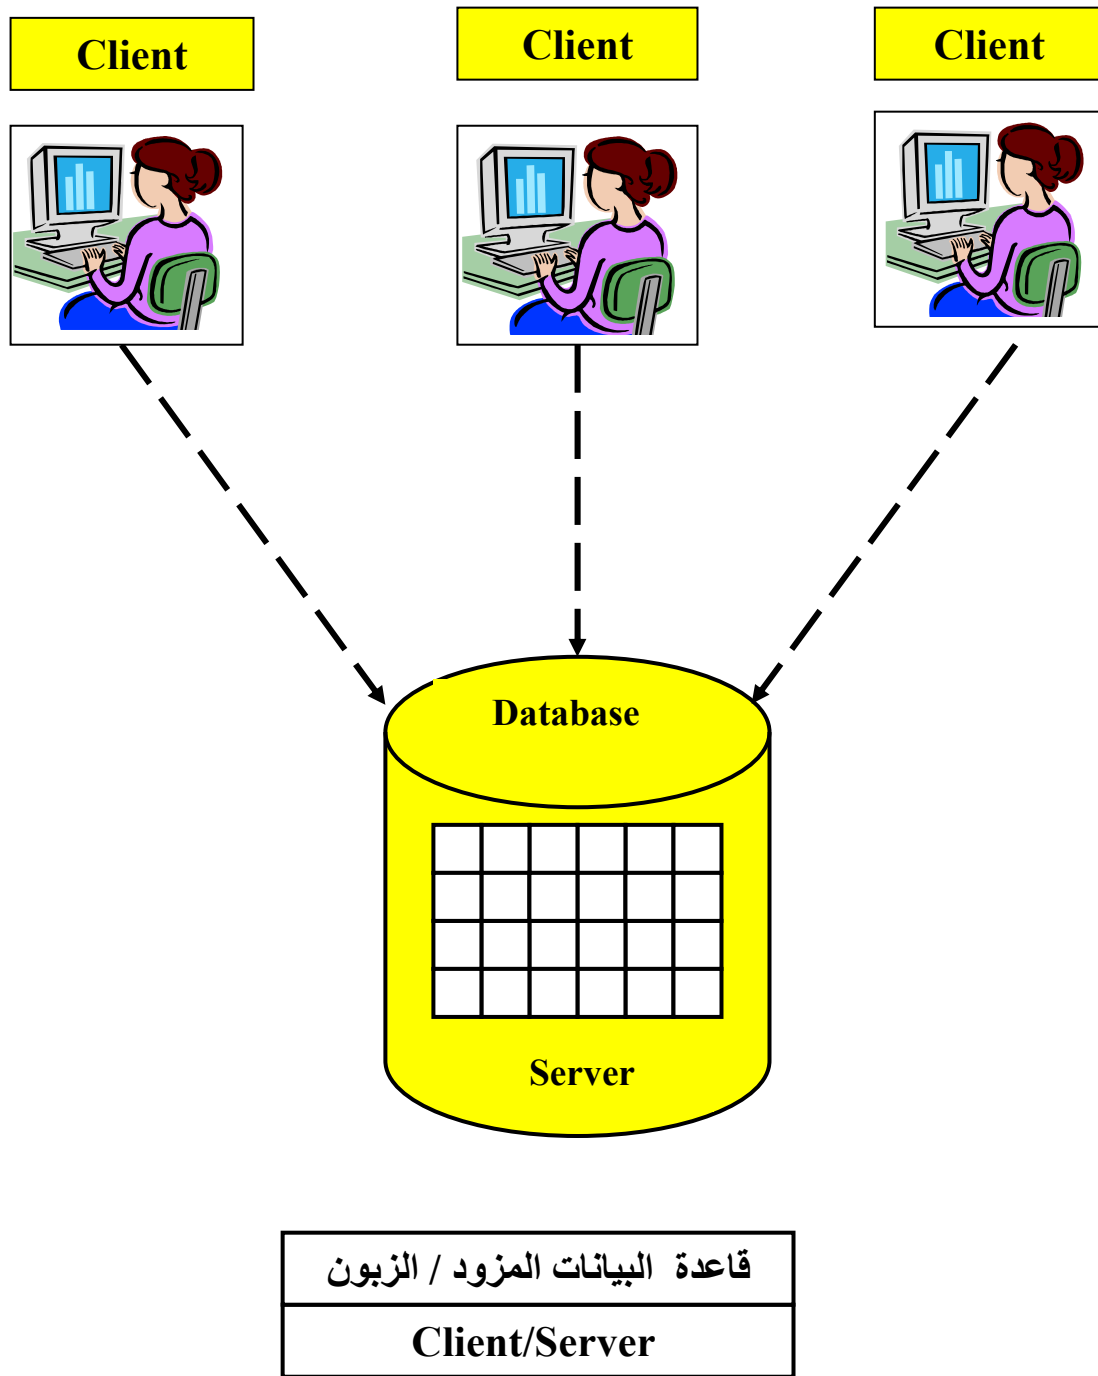 Client
Client
Client
Database
Server
قاعدة البيانات المزود / الزبون
Client/Server